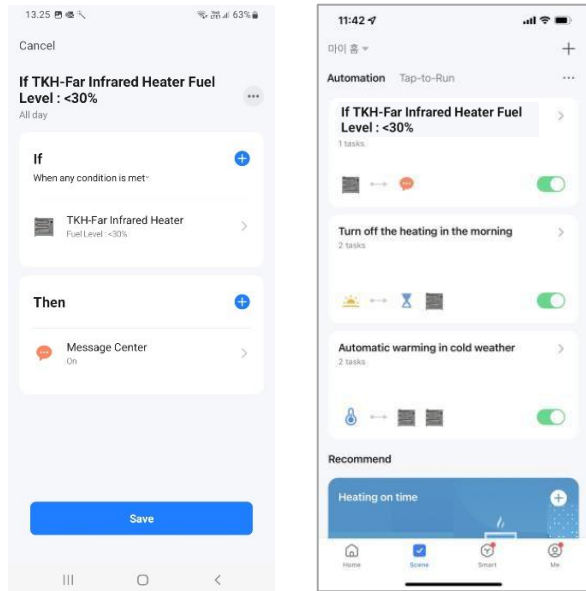 13.25 63%
Cancel
If TKH-Far Infrared Heater Fuel
Level : <30%
All day
If
When any condition is met
TKH-Far Infrared Heater
Fuel Level : <30%
Then
Message Center
On
Save
11:42
마이 홈
Automation Tap-to-Run
If TKH-Far Infrared Heater Fuel
Level : <30%
1 tasks
Turn off the heating in the morning
2 tasks
Automatic warming in cold weather
2 tasks
Recommend
Heating on time
Home Scene Smart Me